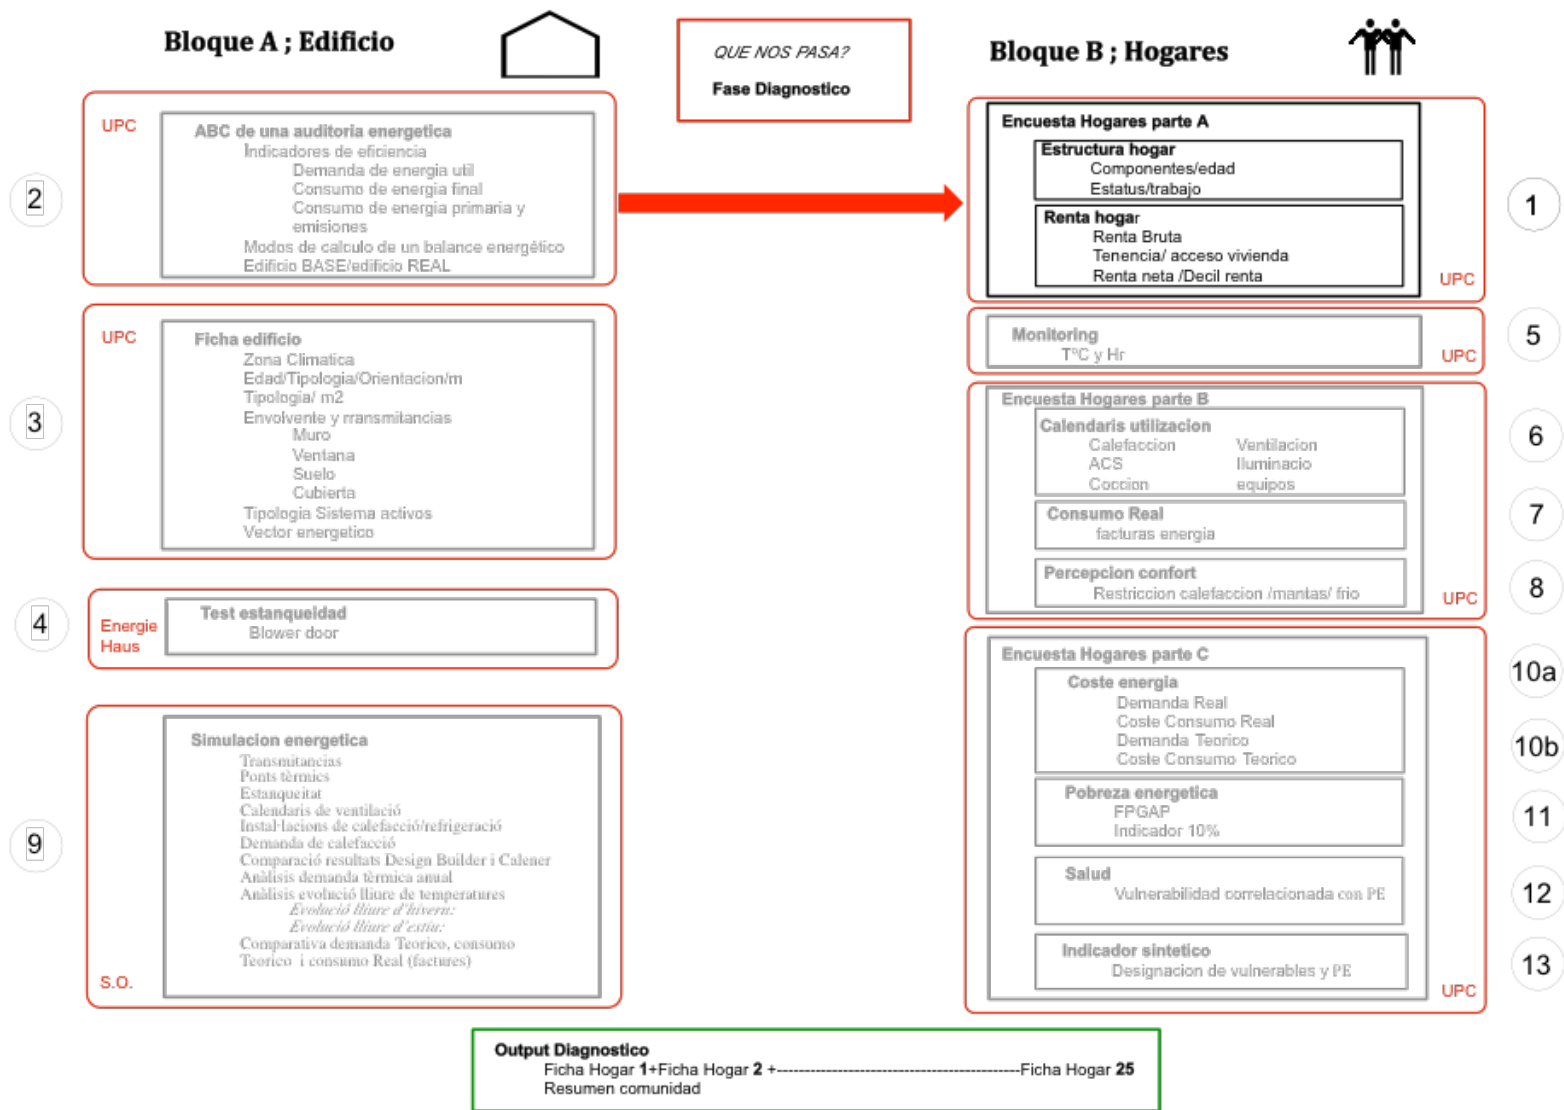 Bloque A ; Edificio
QUE NOS PASA?
Fase Diagnostico
Bloque B ; Hogares
2
UPC
ABC de una auditoria energetica
Indicadores de eficiencia
Demanda de energia util
Consumo de energia final
Consumo de energia primaria y
emisiones
Modos de calculo de un balance energético
Edificio BASE/edificio REAL
3
UPC
Ficha edificio
Zona Climatica
Edad/Tipologia/Orientacion/m
Tipologia/ m2
Envolvente y rransmitancias
Muro
Ventana
Suelo
Cubierta
Tipologia Sistema activos
Vector energetico
4
Energie
Haus
Test estanqueidad
Blower door
9
Simulacion energetica
Transmitancias
Ponts tèrmics
Estanqueitat
Calendaris de ventilació
Instal·lacions de calefacció/refrigeració
Demanda de calefacció
Comparació resultats Design Builder i Calener
Anàlisis demanda tèrmica anual
Anàlisis evolució lliure de temperatures
Evolució lliure d'hivern:
Evolució lliure d'estiu:
Comparativa demanda Teorico, consumo
Teorico i consumo Real (factures)
S.O.
Encuesta Hogares parte A
Estructura hogar
Componentes/edad
Estatus/trabajo
Renta hogar
Renta Bruta
Tenencia/ acceso vivienda
Renta neta /Decil renta
UPC
1
Monitoring
TºC y Hr
UPC
5
Encuesta Hogares parte B
Calendaris utilizacion
Calefaccion Ventilacion
ACS Iluminacio
Coccion equipos
6
Consumo Real
facturas energia
7
Percepcion confort
Restriccion calefaccion /mantas/ frio
UPC
8
Encuesta Hogares parte C
Coste energia
Demanda Real
Coste Consumo Real
Demanda Teorico
Coste Consumo Teorico
10a
10b
Pobreza energetica
FPGAP
Indicador 10%
11
Salud
Vulnerabilidad correlacionada con PE
12
Indicador sintetico
Designacion de vulnerables y PE
UPC
13
Output Diagnostico
Ficha Hogar 1+Ficha Hogar 2 +--------------------------------------------Ficha Hogar 25
Resumen comunidad